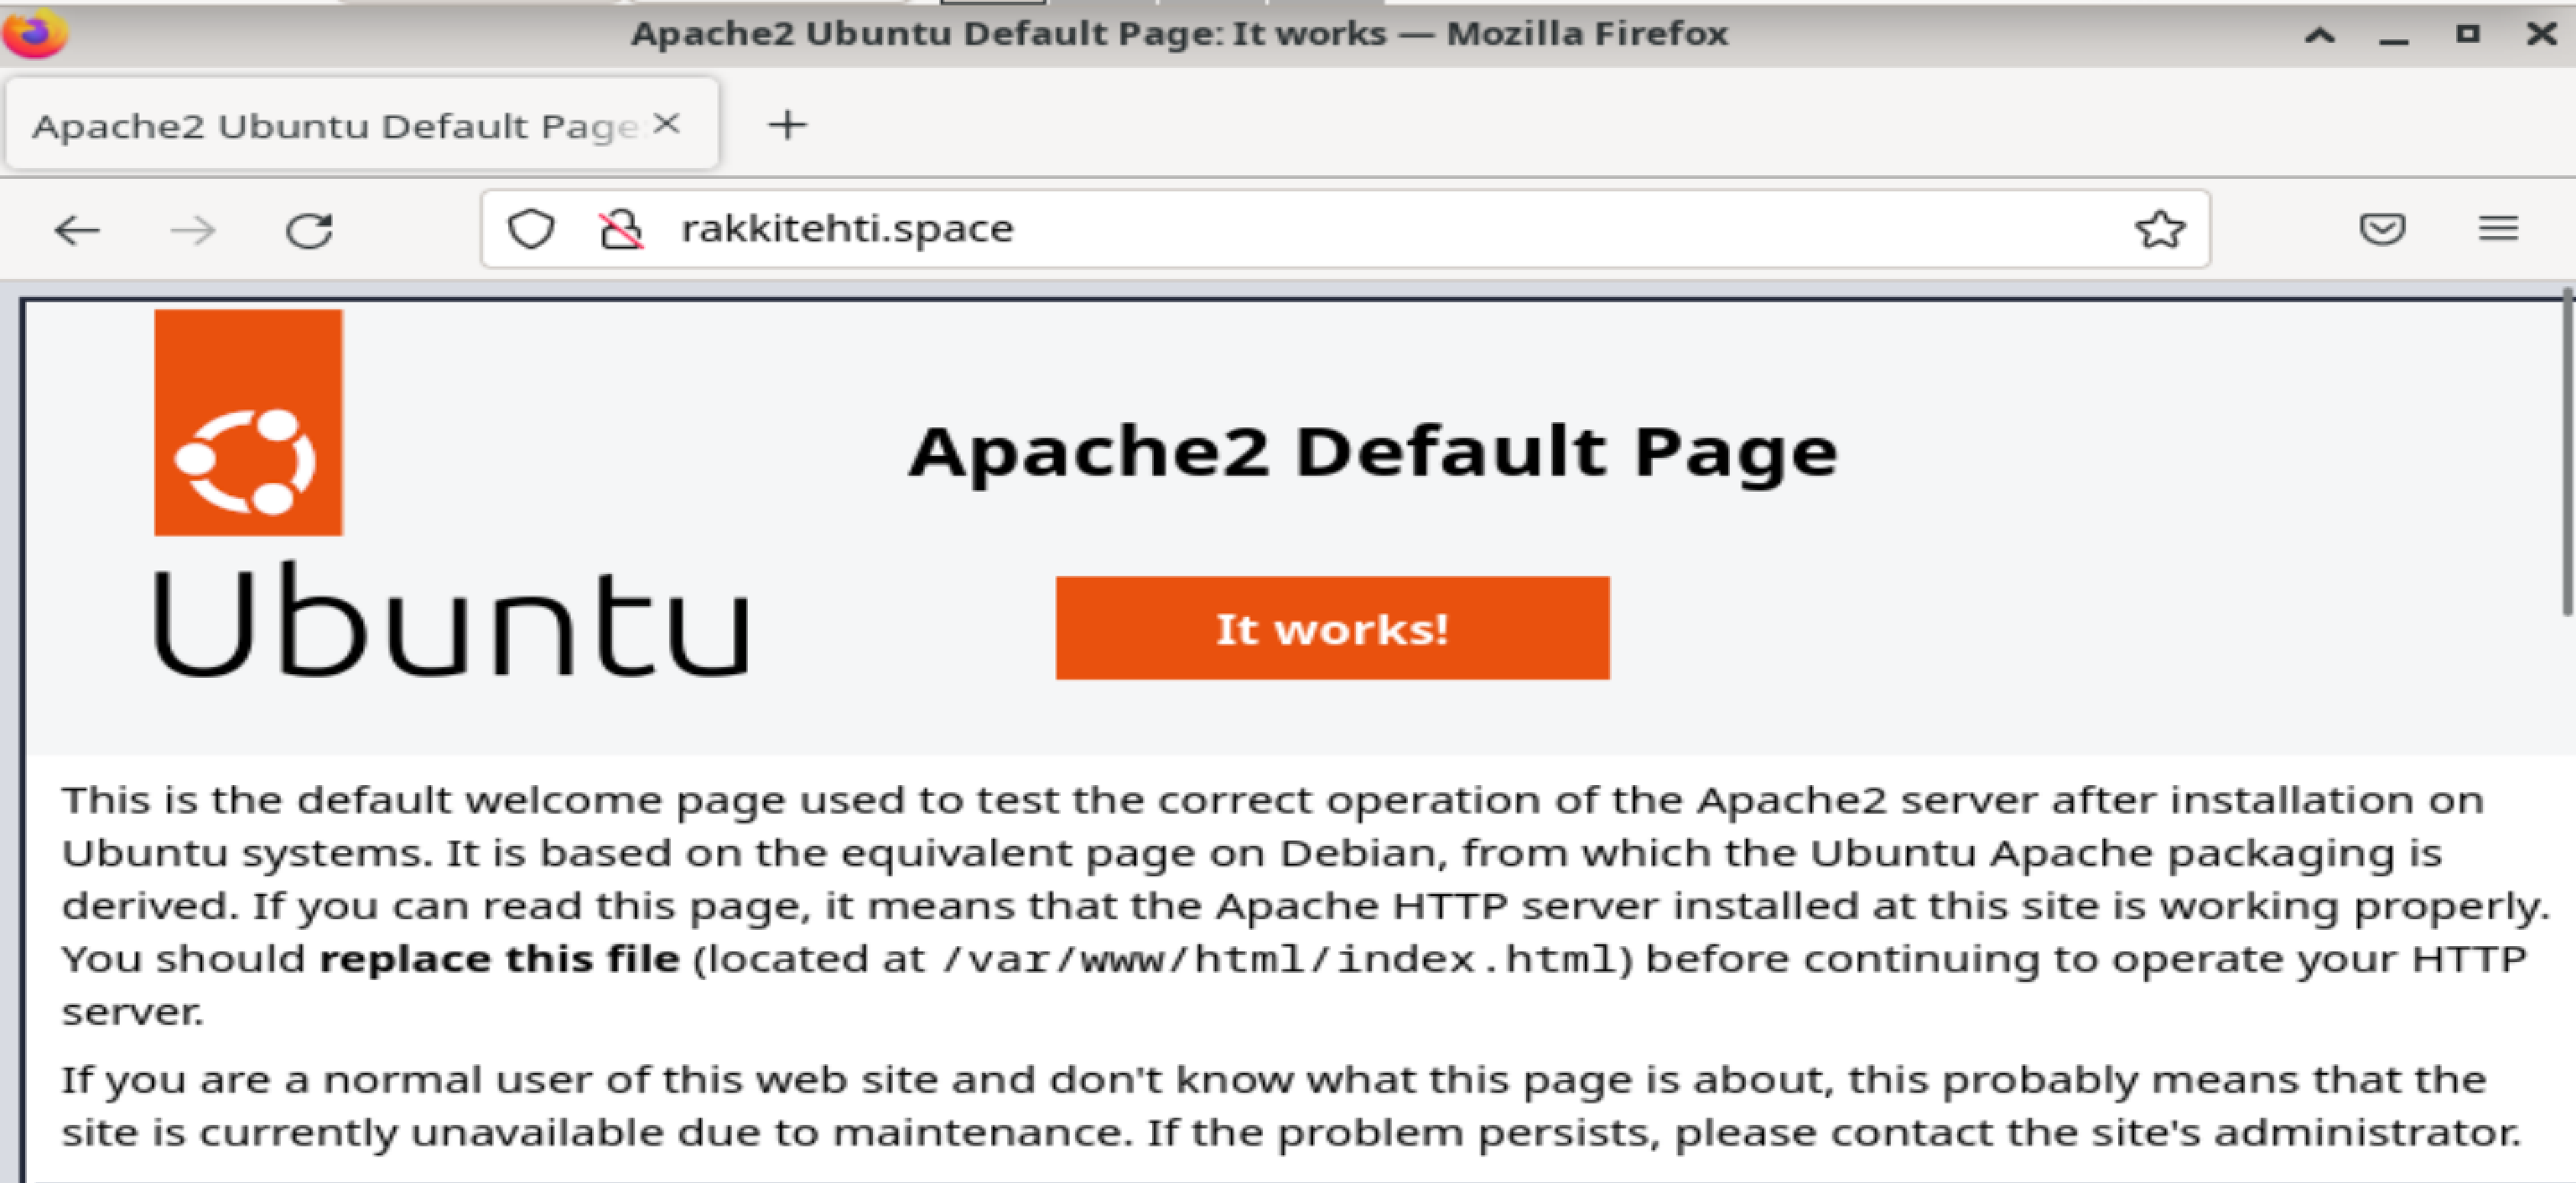 Apache2 Ubuntu Default Page: It works — Mozilla Firefox
Apache2 Ubuntu Default Page
rakkitehti.space
Apache2 Default Page
Ubuntu
It works!
This is the default welcome page used to test the correct operation of the Apache2 server after installation on
Ubuntu systems. It is based on the equivalent page on Debian, from which the Ubuntu Apache packaging is
derived. If you can read this page, it means that the Apache HTTP server installed at this site is working properly.
You should replace this file (located at /var/www/html/index.html) before continuing to operate your HTTP
server.
If you are a normal user of this web site and don't know what this page is about, this probably means that the
site is currently unavailable due to maintenance. If the problem persists, please contact the site's administrator.